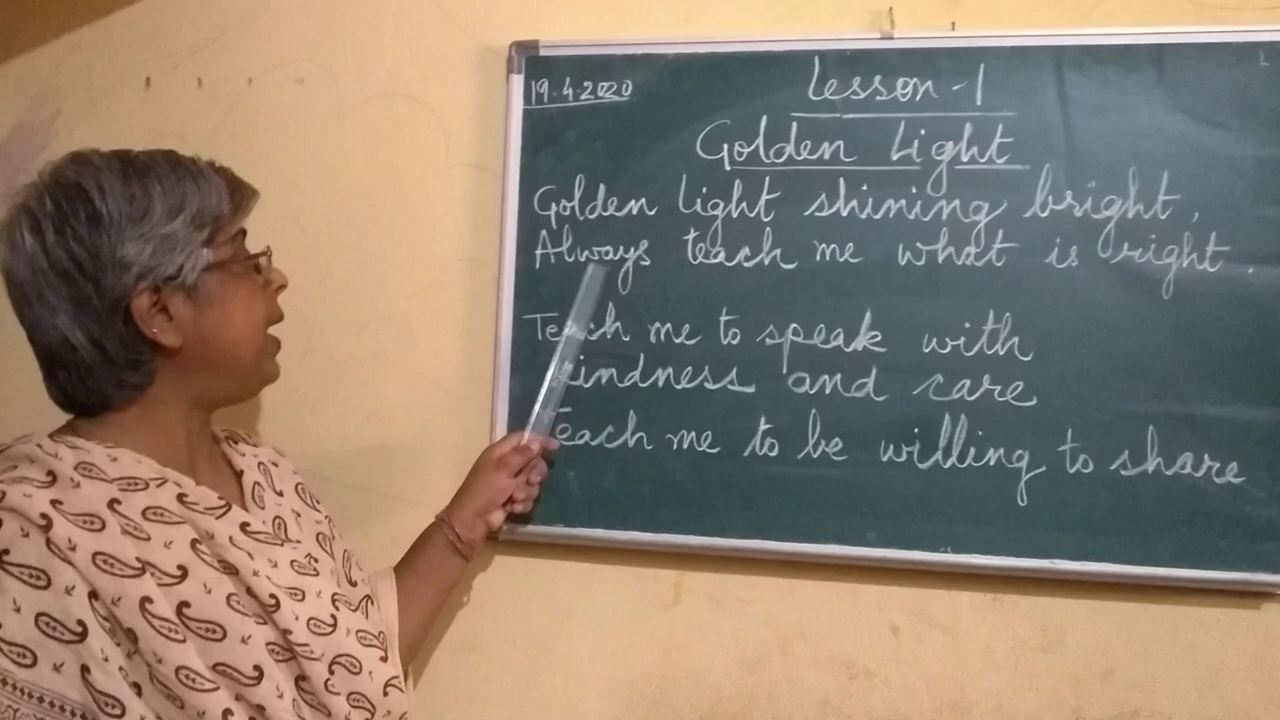 19.4.2020
Lesson-1
Golden Light
Golden light shining bright,
Always teach me what is right.
Teach me to speak with
kindness and care
Teach me to be willing to share